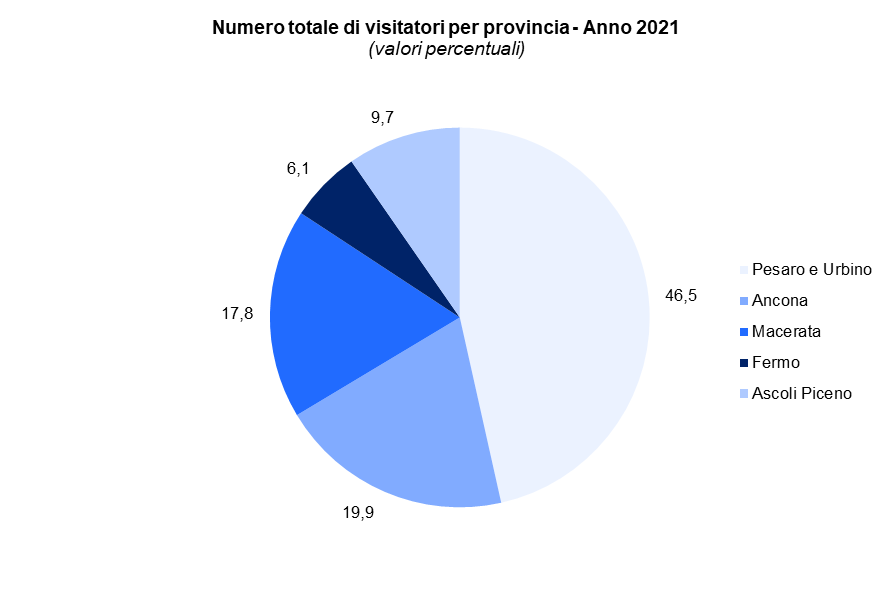 Numero totale di visitatori per provincia - Anno 2021
(valori percentuali)
9,7
6,1
46,5
17,8
19,9
Pesaro e Urbino
Ancona
Macerata
Fermo
Ascoli Piceno